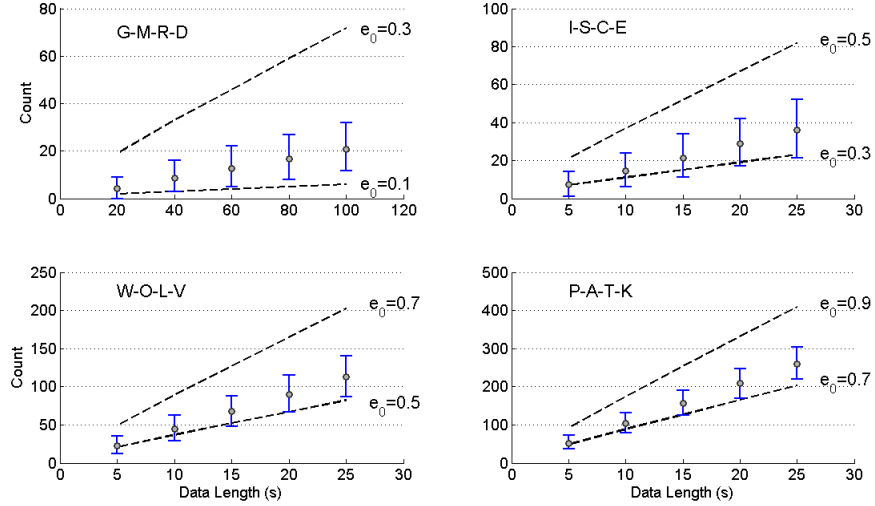 80
60
40
20
0
Count
G-M-R-D
e0=0.3
e0=0.1
0 20 40 60 80 100 120
100
80
60
40
20
0
I-S-C-E
e0=0.5
e0=0.3
0 5 10 15 20 25 30
250
200
150
100
50
0
Count
W-O-L-V
e0=0.7
e0=0.5
0 5 10 15 20 25 30
Data Length (s)
500
400
300
200
100
0
P-A-T-K
e0=0.9
e0=0.7
0 5 10 15 20 25 30
Data Length (s)